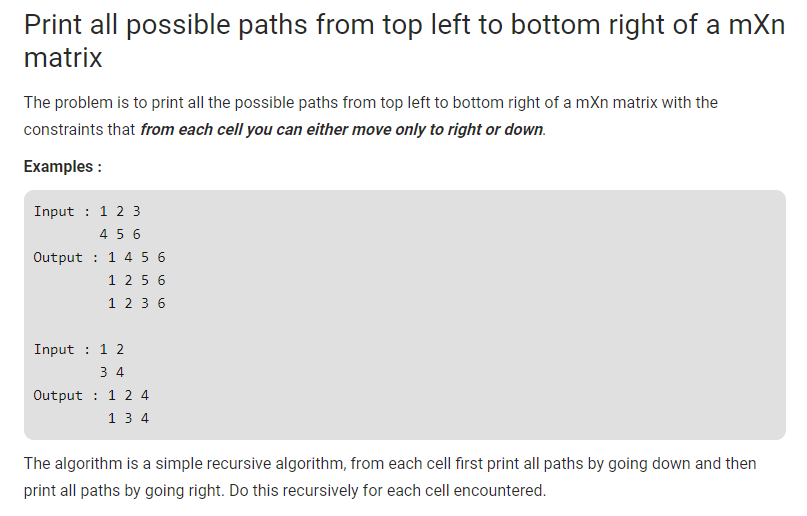 Print all possible paths from top left to bottom right of a mXn
matrix
The problem is to print all the possible paths from top left to bottom right of a mXn matrix with the
constraints that from each cell you can either move only to right or down.
Examples :
Input : 1 2 3
        4 5 6
Output : 1 4 5 6
         1 2 5 6
         1 2 3 6
Input : 1 2
        3 4
Output : 1 2 4
         1 3 4
The algorithm is a simple recursive algorithm, from each cell first print all paths by going down and then
print all paths by going right. Do this recursively for each cell encountered.